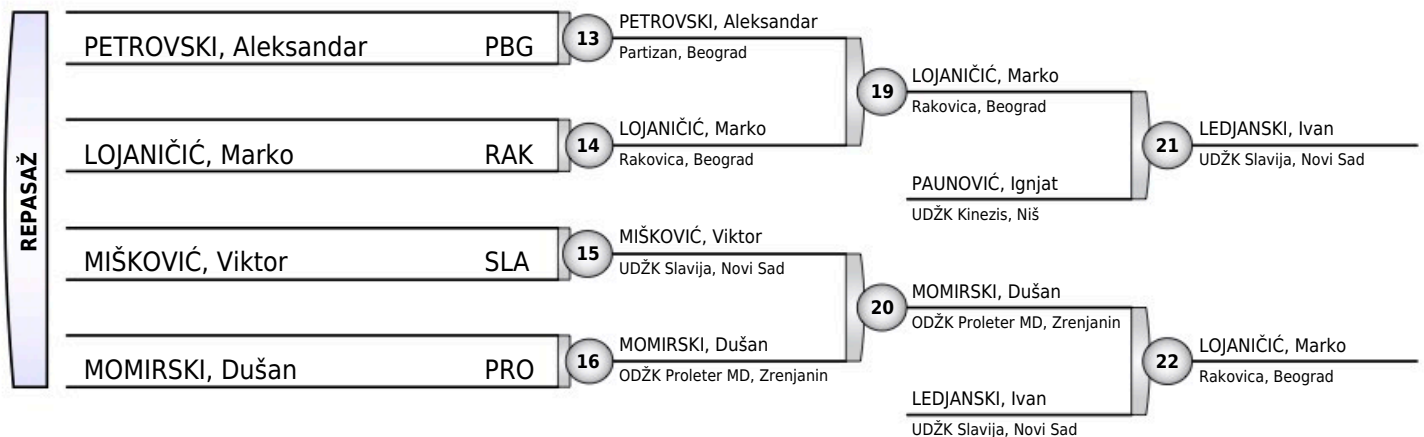 REPASAŽ
PETROVSKI, Aleksandar PBG
LOJANIČIĆ, Marko RAK
MIŠKOVIĆ, Viktor SLA
MOMIRSKI, Dušan PRO
13
PETROVSKI, Aleksandar
Partizan, Beograd
14
LOJANIČIĆ, Marko
Rakovica, Beograd
15
MIŠKOVIĆ, Viktor
UDŽK Slavija, Novi Sad
16
MOMIRSKI, Dušan
ODŽK Proleter MD, Zrenjanin
19
LOJANIČIĆ, Marko
Rakovica, Beograd
PAUNOVIĆ, Ignjat
UDŽK Kinezis, Niš
20
MOMIRSKI, Dušan
ODŽK Proleter MD, Zrenjanin
LEDJANSKI, Ivan
UDŽK Slavija, Novi Sad
21
LEDJANSKI, Ivan
UDŽK Slavija, Novi Sad
22
LOJANIČIĆ, Marko
Rakovica, Beograd